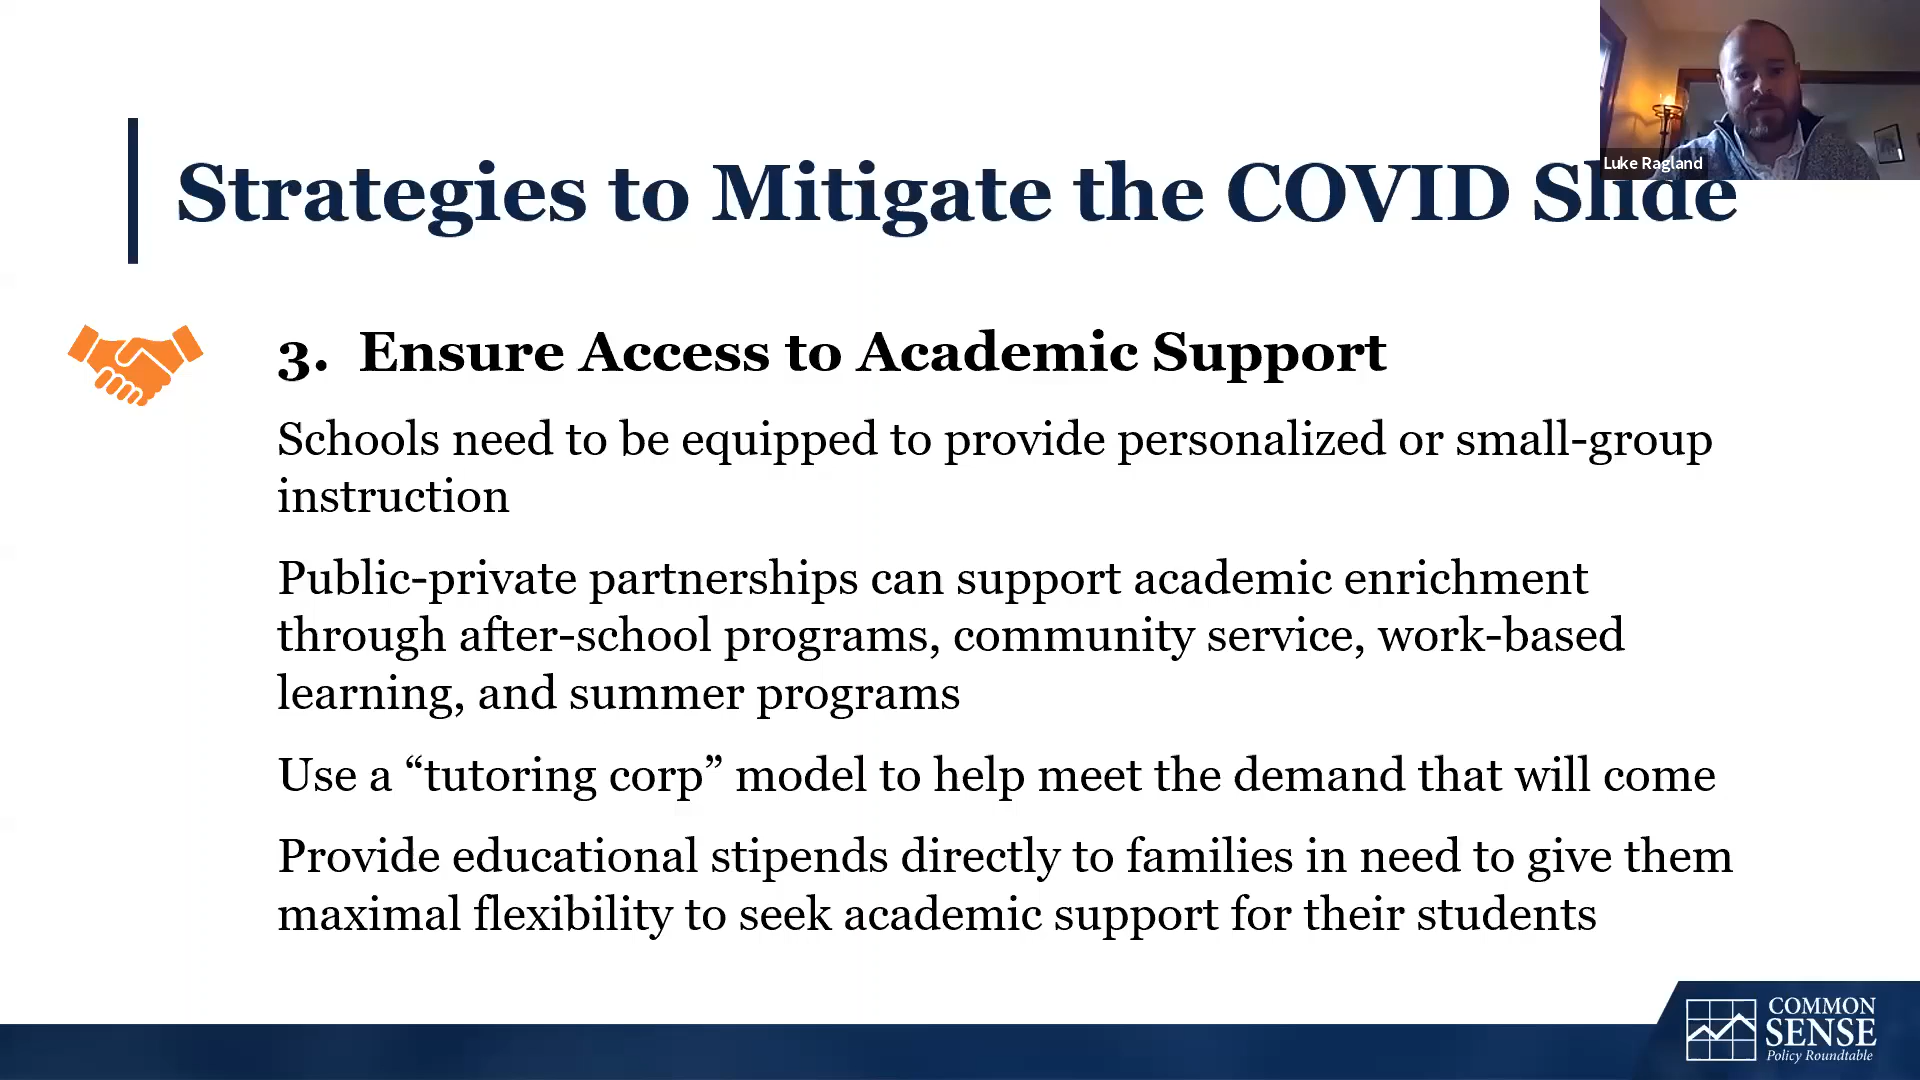 Luke Ragland
Strategies to Mitigate the COVID Slide
3. Ensure Access to Academic Support
Schools need to be equipped to provide personalized or small-group
instruction
Public-private partnerships can support academic enrichment
through after-school programs, community service, work-based
learning, and summer programs
Use a “tutoring corp” model to help meet the demand that will come
Provide educational stipends directly to families in need to give them
maximal flexibility to seek academic support for their students
COMMON
SENSE
Policy Roundtable